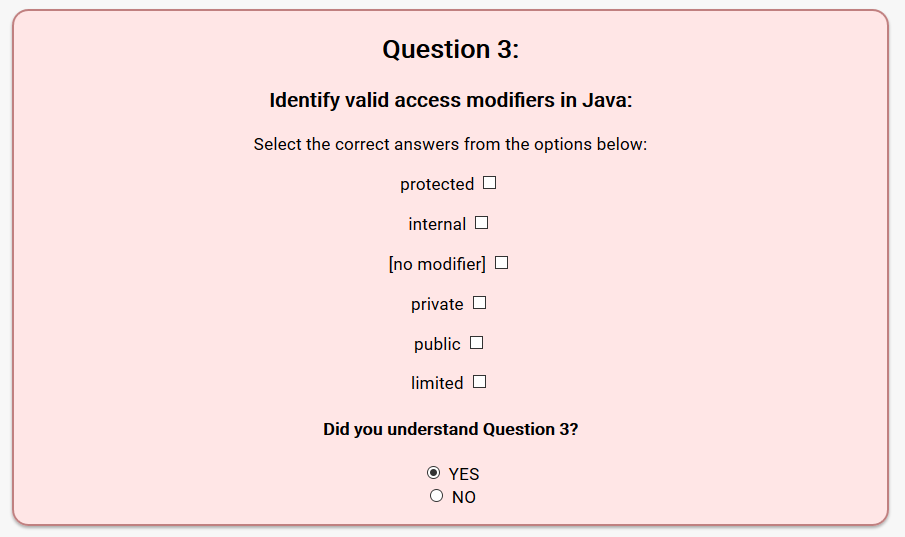 Question 3:
Identify valid access modifiers in Java:
Select the correct answers from the options below:
protected
internal
[no modifier]
private
public
limited
Did you understand Question 3?
YES
NO